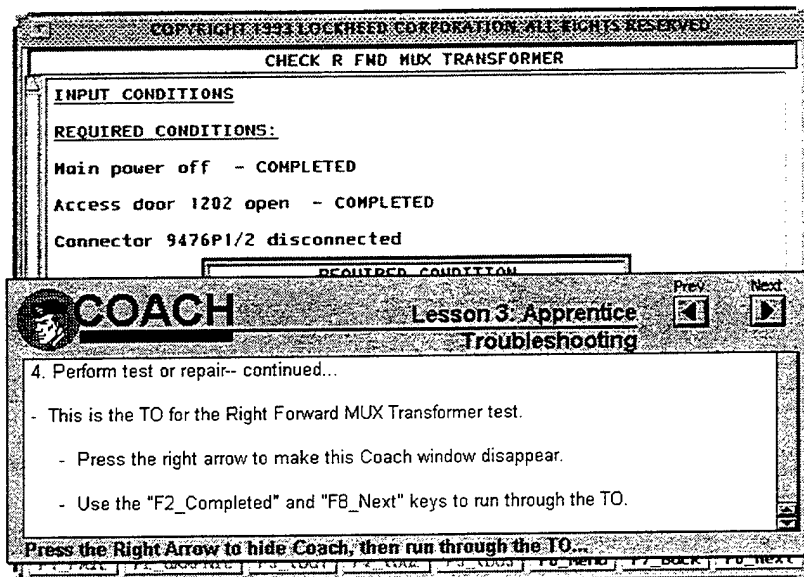 COPYRIGHT 1993 LOCKHEED CORPORATION, ALL RIGHTS RESERVED
CHECK R FWD MUX TRANSFORMER
INPUT CONDITIONS
REQUIRED CONDITIONS:
Main power off - COMPLETED
Access door 1202 open - COMPLETED
Connector 9476P1/2 disconnected
REQUIRED CONDITION
COACH
Lesson 3: Apprentice
Troubleshooting
Prev
Next
4. Perform test or repair-- continued...
- This is the TO for the Right Forward MUX Transformer test.
- Press the right arrow to make this Coach window disappear.
- Use the "F2_Completed" and "F8_Next" keys to run through the TO.
Press the Right Arrow to hide Coach, then run through the TO...